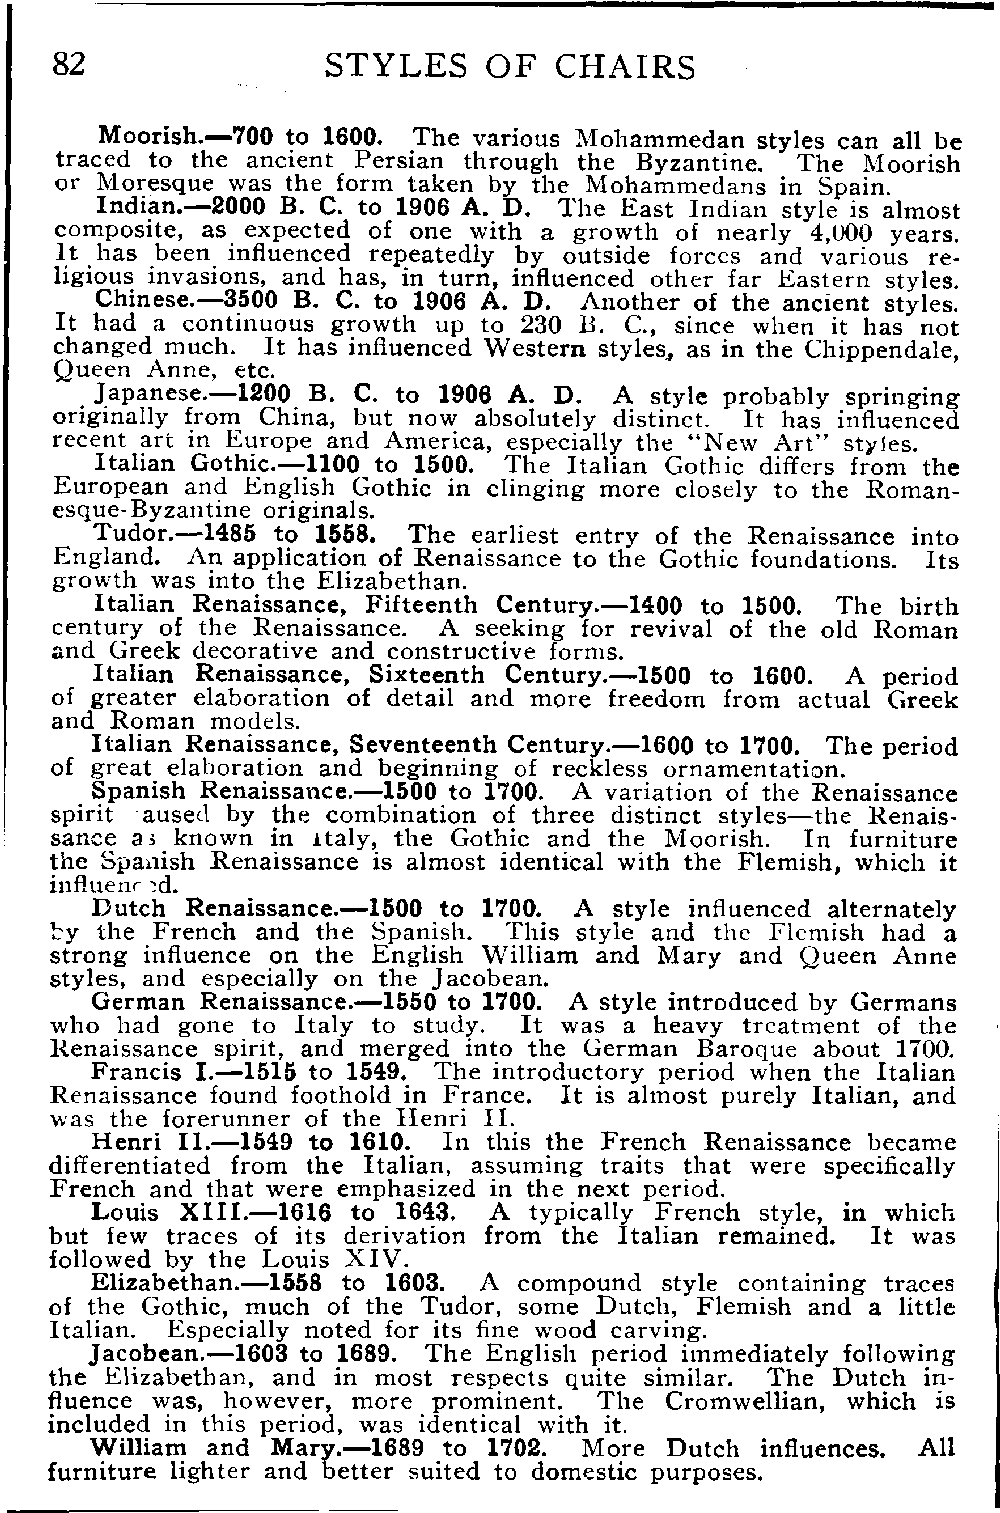 82 STYLES OF CHAIRS
Moorish.—700 to 1600. The various Mohammedan styles can all be
traced to the ancient Persian through the Byzantine. The Moorish
or Moresque was the form taken by the Mohammedans in Spain.
Indian.—2000 B. C. to 1906 A. D. The East Indian style is almost
composite, as expected of one with a growth of nearly 4,000 years.
It has been influenced repeatedly by outside forces and various re-
ligious invasions, and has, in turn, influenced other far Eastern styles.
Chinese.—3500 B. C. to 1906 A. D. Another of the ancient styles.
It had a continuous growth up to 230 B. C., since when it has not
changed much. It has influenced Western styles, as in the Chippendale,
Queen Anne, etc.
Japanese.—1200 B. C. to 1906 A. D. A style probably springing
originally from China, but now absolutely distinct. It has influenced
recent art in Europe and America, especially the "New Art" styles.
Italian Gothic.—1100 to 1500. The Italian Gothic differs from the
European and English Gothic in clinging more closely to the Roman-
esque-Byzantine originals.
Tudor.—1485 to 1558. The earliest entry of the Renaissance into
England. An application of Renaissance to the Gothic foundations. Its
growth was into the Elizabethan.
Italian Renaissance, Fifteenth Century.—1400 to 1500. The birth
century of the Renaissance. A seeking for revival of the old Roman
and Greek decorative and constructive forms.
Italian Renaissance, Sixteenth Century.—1500 to 1600. A period
of greater elaboration of detail and more freedom from actual Greek
and Roman models.
Italian Renaissance, Seventeenth Century.—1600 to 1700. The period
of great elaboration and beginning of reckless ornamentation.
Spanish Renaissance.—1500 to 1700. A variation of the Renaissance
spirit aused by the combination of three distinct styles—the Renais-
sance as known in Italy, the Gothic and the Moorish. In furniture
the Spanish Renaissance is almost identical with the Flemish, which it
influenced.
Dutch Renaissance.—1500 to 1700. A style influenced alternately
by the French and the Spanish. This style and the Flemish had a
strong influence on the English William and Mary and Queen Anne
styles, and especially on the Jacobean.
German Renaissance.—1550 to 1700. A style introduced by Germans
who had gone to Italy to study. It was a heavy treatment of the
Renaissance spirit, and merged into the German Baroque about 1700.
Francis I.—1515 to 1549. The introductory period when the Italian
Renaissance found foothold in France. It is almost purely Italian, and
was the forerunner of the Henri II.
Henri II.—1549 to 1610. In this the French Renaissance became
differentiated from the Italian, assuming traits that were specifically
French and that were emphasized in the next period.
Louis XIII.—1616 to 1643. A typically French style, in which
but few traces of its derivation from the Italian remained. It was
followed by the Louis XIV.
Elizabethan.—1558 to 1603. A compound style containing traces
of the Gothic, much of the Tudor, some Dutch, Flemish and a little
Italian. Especially noted for its fine wood carving.
Jacobean.—1603 to 1689. The English period immediately following
the Elizabethan, and in most respects quite similar. The Dutch in-
fluence was, however, more prominent. The Cromwellian, which is
included in this period, was identical with it.
William and Mary.—1689 to 1702. More Dutch influences. All
furniture lighter and better suited to domestic purposes.